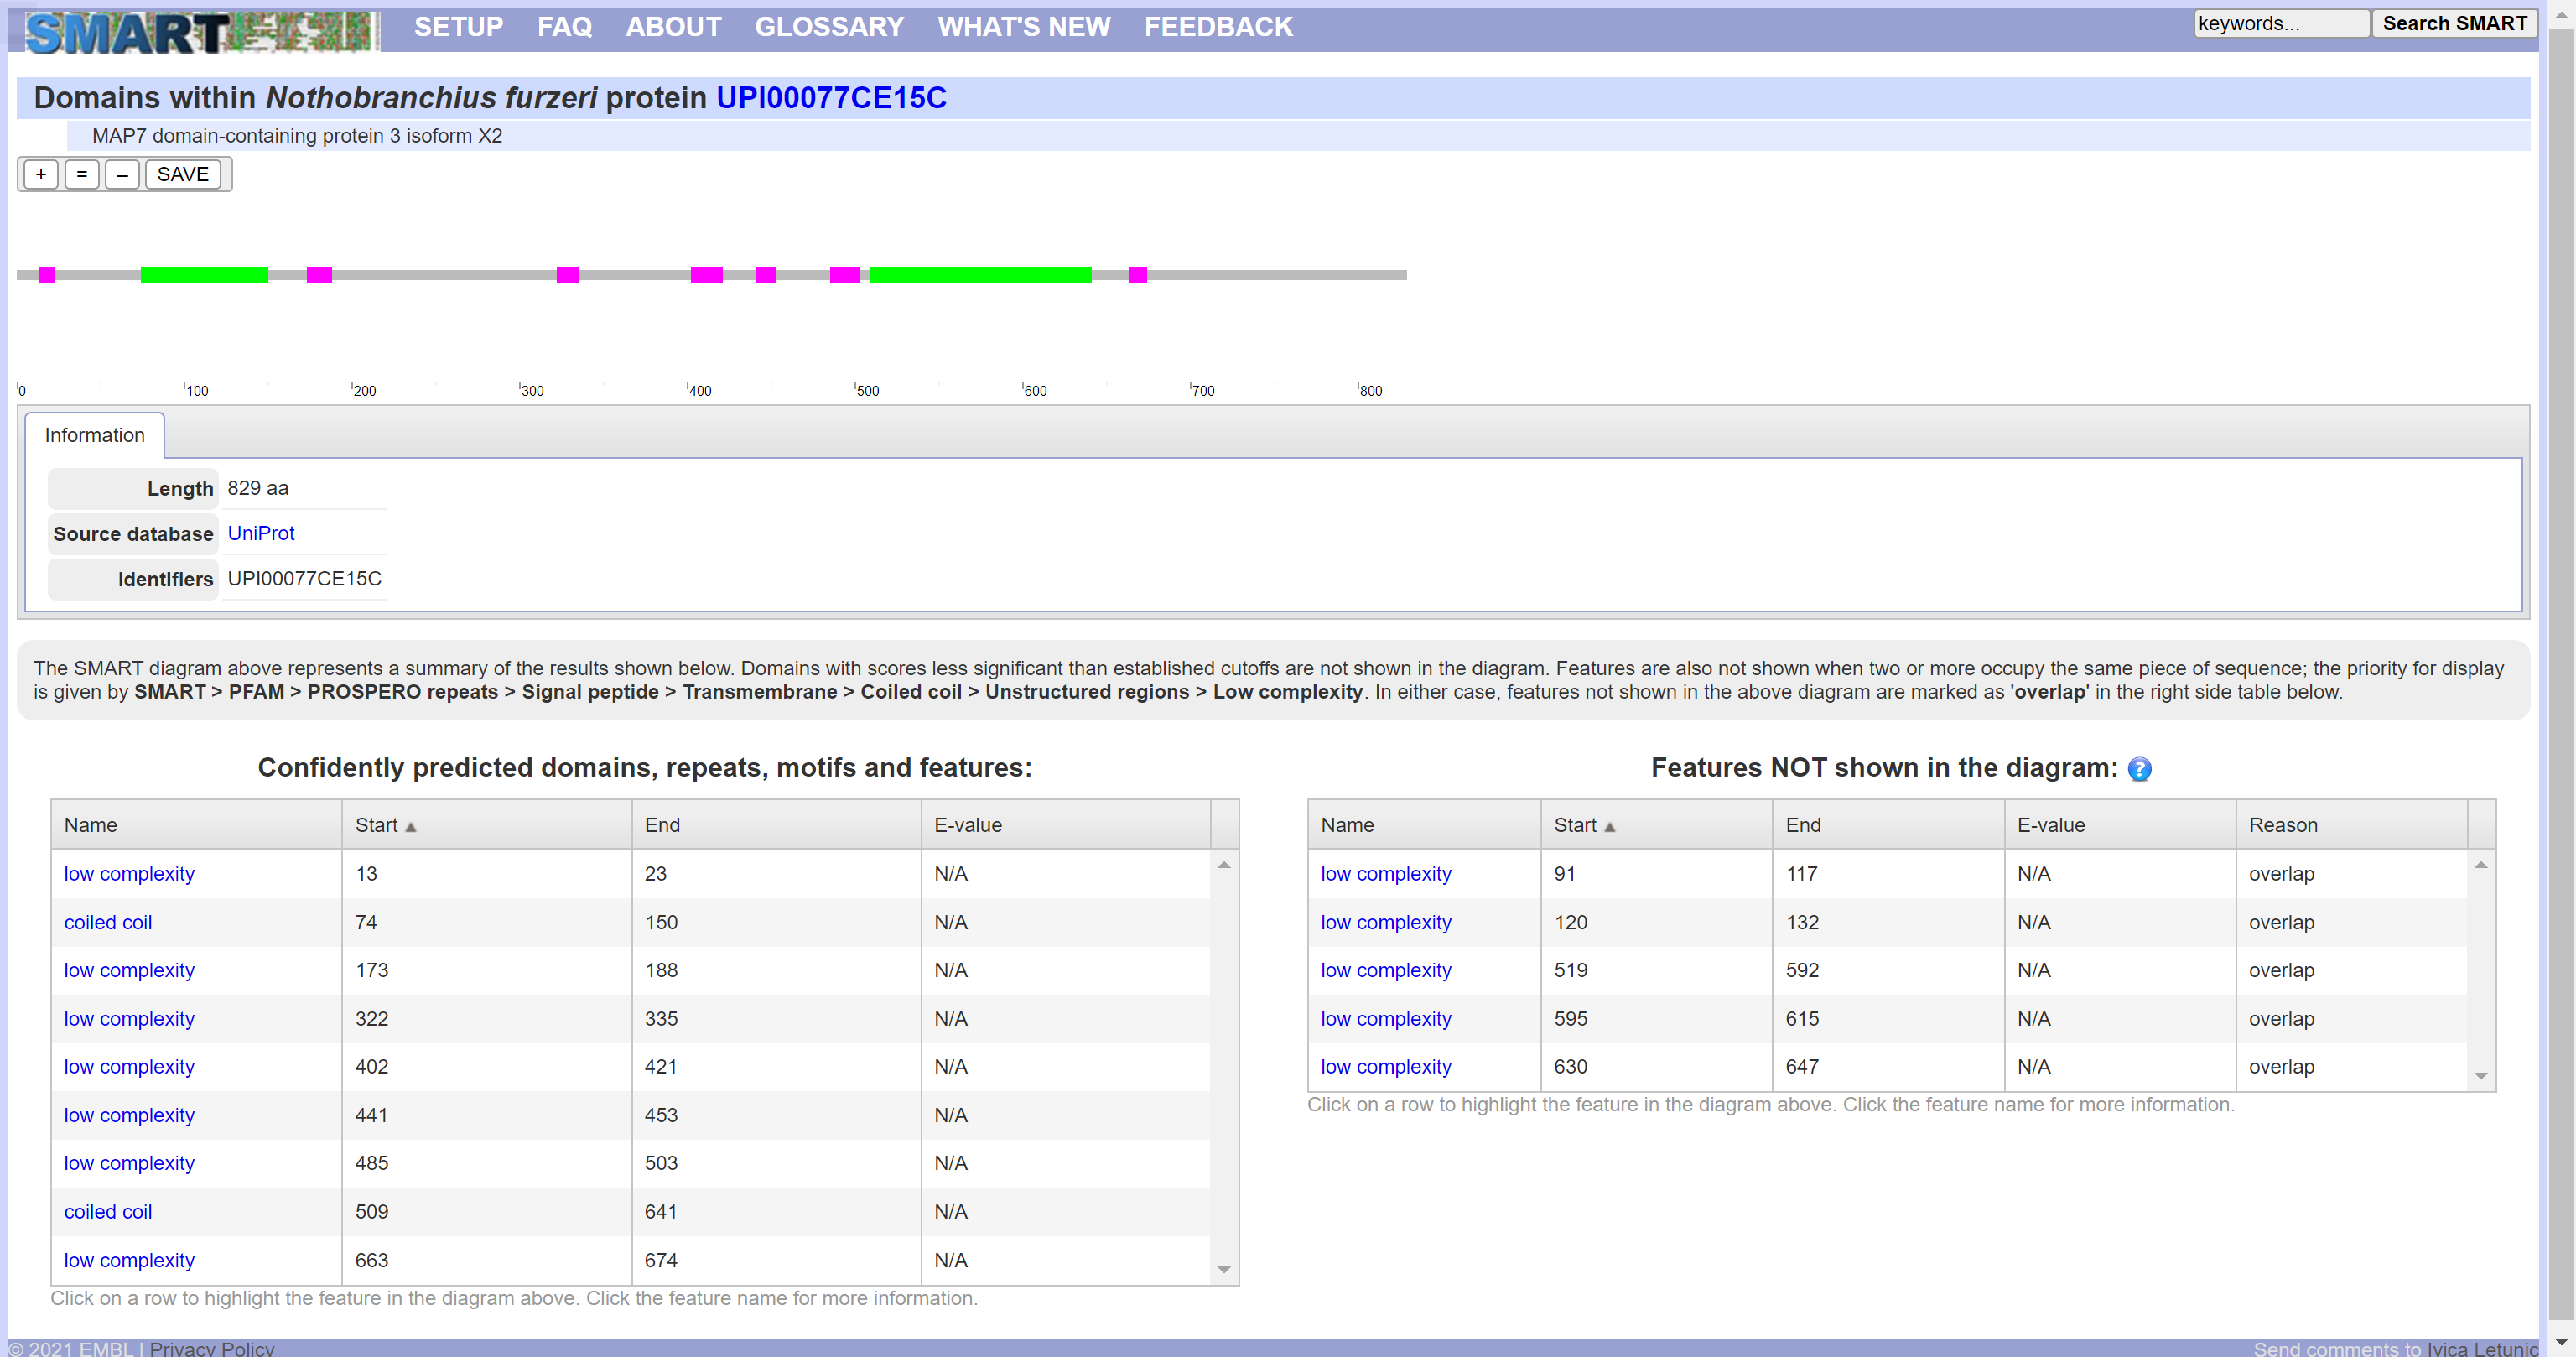 SMART
SETUP FAQ ABOUT GLOSSARY WHAT'S NEW FEEDBACK
keywords... Search SMART
Domains within Nothobranchius furzeri protein UPI00077CE15C
MAP7 domain-containing protein 3 isoform X2
+ = – SAVE
0 100 200 300 400 500 600 700 800
Information
Length 829 aa
Source database UniProt
Identifiers UPI00077CE15C
The SMART diagram above represents a summary of the results shown below. Domains with scores less significant than established cutoffs are not shown in the diagram. Features are also not shown when two or more occupy the same piece of sequence; the priority for display
is given by SMART > PFAM > PROSPERO repeats > Signal peptide > Transmembrane > Coiled coil > Unstructured regions > Low complexity. In either case, features not shown in the above diagram are marked as 'overlap' in the right side table below.
Confidently predicted domains, repeats, motifs and features:
Name Start ▲ End E-value
low complexity 13 23 N/A
coiled coil 74 150 N/A
low complexity 173 188 N/A
low complexity 322 335 N/A
low complexity 402 421 N/A
low complexity 441 453 N/A
low complexity 485 503 N/A
coiled coil 509 641 N/A
low complexity 663 674 N/A
Click on a row to highlight the feature in the diagram above. Click the feature name for more information.
Features NOT shown in the diagram: ?
Name Start ▲ End E-value Reason
low complexity 91 117 N/A overlap
low complexity 120 132 N/A overlap
low complexity 519 592 N/A overlap
low complexity 595 615 N/A overlap
low complexity 630 647 N/A overlap
Click on a row to highlight the feature in the diagram above. Click the feature name for more information.
© 2021 EMBL | Privacy Policy
Send comments to Ivica Letunic